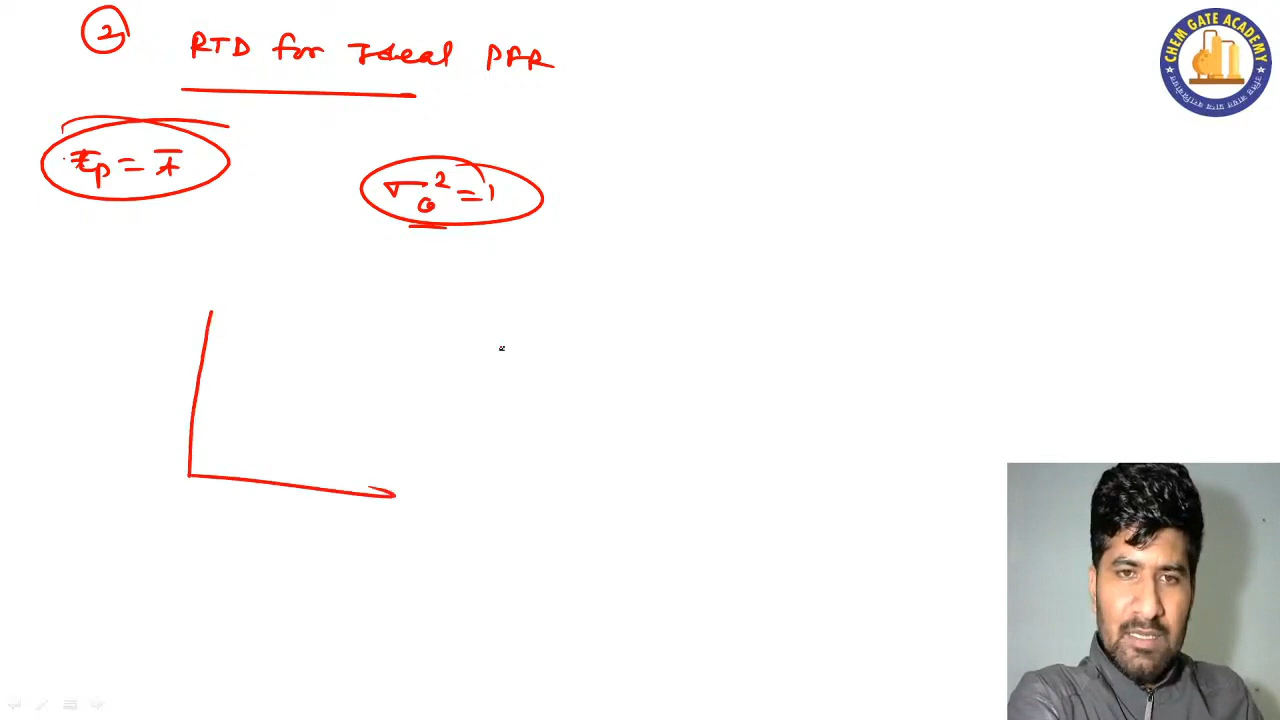 2
RTD for Ideal PFR
τp = t̄
σθ² = 1
CHEM GATE ACADEMY